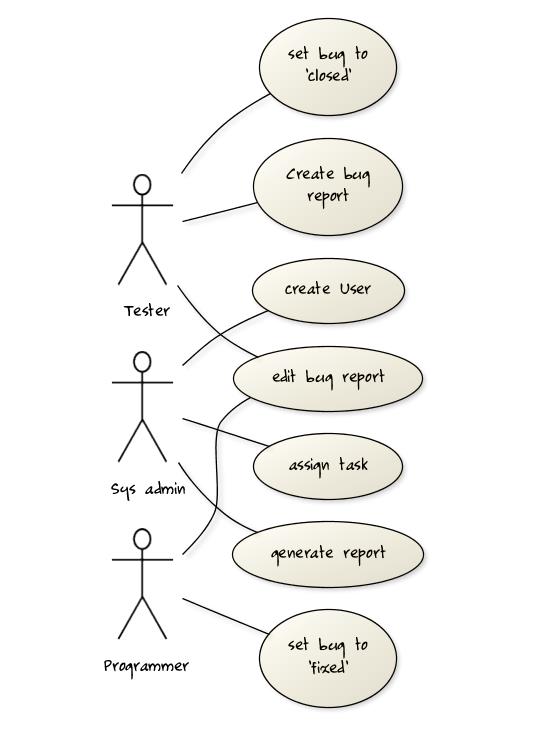 set bug to
'closed'
Create bug
report
Tester
create User
edit bug report
assign task
Sys admin
generate report
set bug to
'fixed'
Programmer